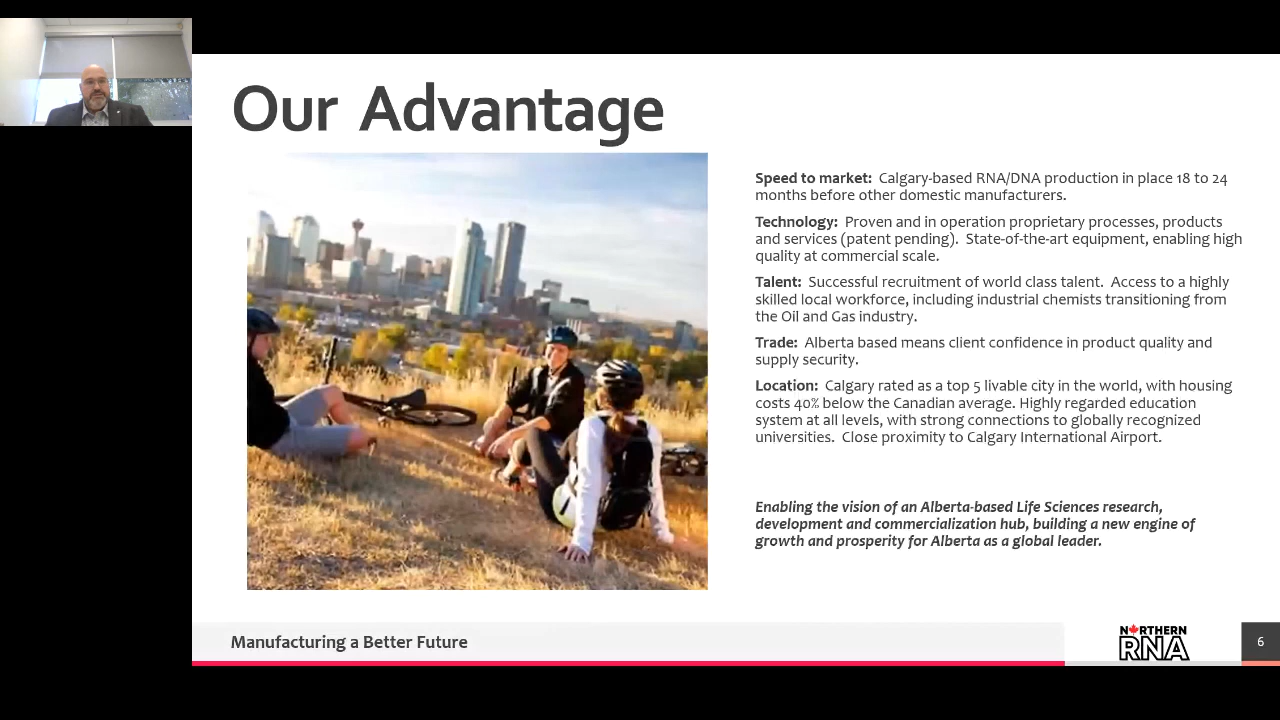 Our Advantage
Speed to market: Calgary-based RNA/DNA production in place 18 to 24
months before other domestic manufacturers.
Technology: Proven and in operation proprietary processes, products
and services (patent pending). State-of-the-art equipment, enabling high
quality at commercial scale.
Talent: Successful recruitment of world class talent. Access to a highly
skilled local workforce, including industrial chemists transitioning from
the Oil and Gas industry.
Trade: Alberta based means client confidence in product quality and
supply security.
Location: Calgary rated as a top 5 livable city in the world, with housing
costs 40% below the Canadian average. Highly regarded education
system at all levels, with strong connections to globally recognized
universities. Close proximity to Calgary International Airport.
Enabling the vision of an Alberta-based Life Sciences research,
development and commercialization hub, building a new engine of
growth and prosperity for Alberta as a global leader.
Manufacturing a Better Future
NORTHERN
RNA
6